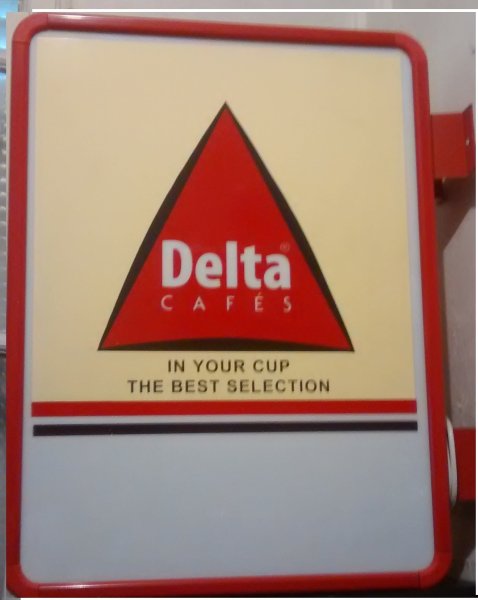 Delta®
CAFÉS
IN YOUR CUP
THE BEST SELECTION